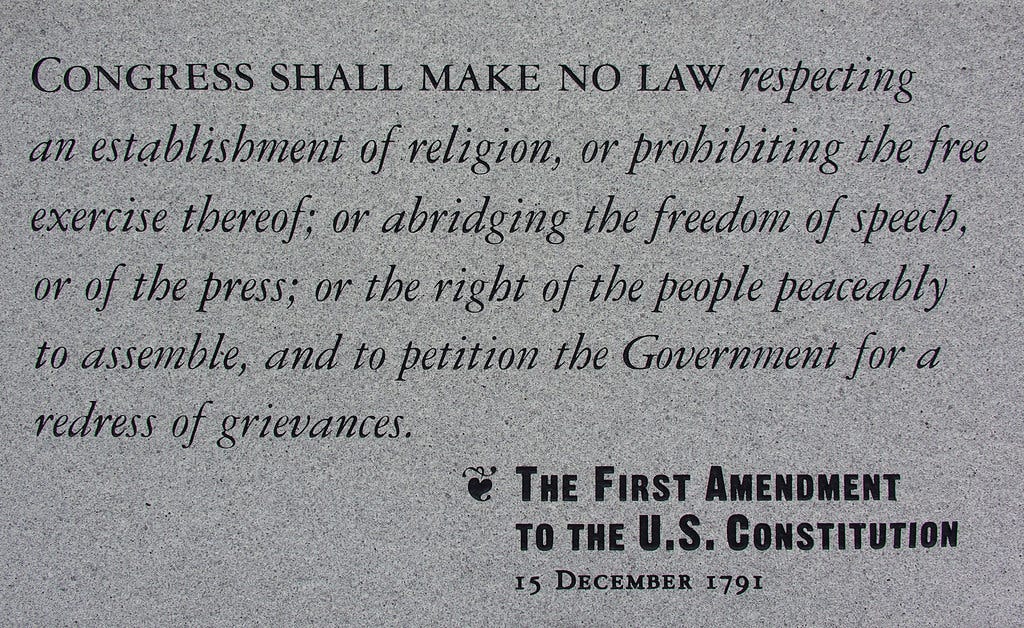 CONGRESS SHALL MAKE NO LAW respecting
an establishment of religion, or prohibiting the free
exercise thereof; or abridging the freedom of speech,
or of the press; or the right of the people peaceably
to assemble, and to petition the Government for a
redress of grievances.
❦ THE FIRST AMENDMENT
TO THE U.S. CONSTITUTION
15 DECEMBER 1791